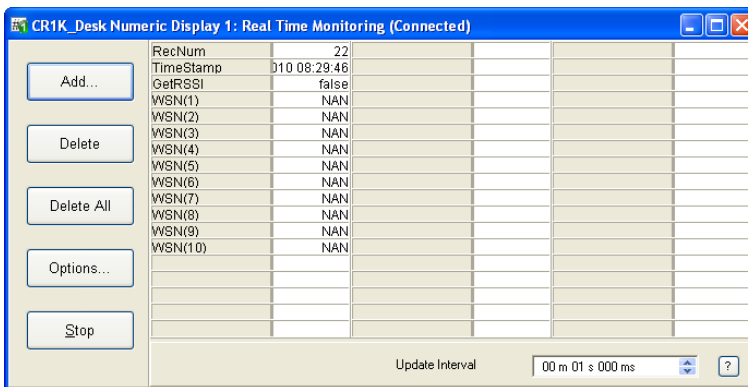 CR1K_Desk Numeric Display 1: Real Time Monitoring (Connected)
Add...
Delete
Delete All
Options...
Stop
RecNum 22
TimeStamp 010 08:29:46
GetRSSI false
WSN(1) NAN
WSN(2) NAN
WSN(3) NAN
WSN(4) NAN
WSN(5) NAN
WSN(6) NAN
WSN(7) NAN
WSN(8) NAN
WSN(9) NAN
WSN(10) NAN
Update Interval 00 m 01 s 000 ms ?